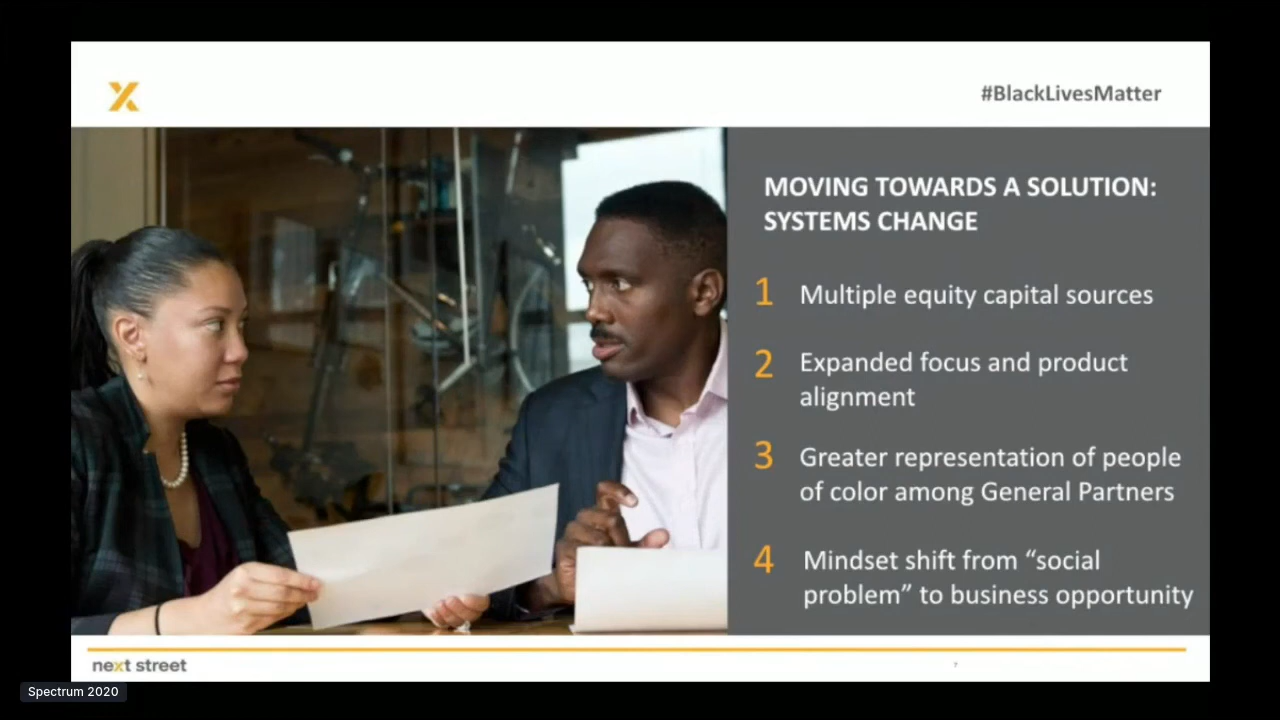 #BlackLivesMatter
MOVING TOWARDS A SOLUTION:
SYSTEMS CHANGE
1 Multiple equity capital sources
2 Expanded focus and product
alignment
3 Greater representation of people
of color among General Partners
4 Mindset shift from “social
problem” to business opportunity
next street
7
Spectrum 2020